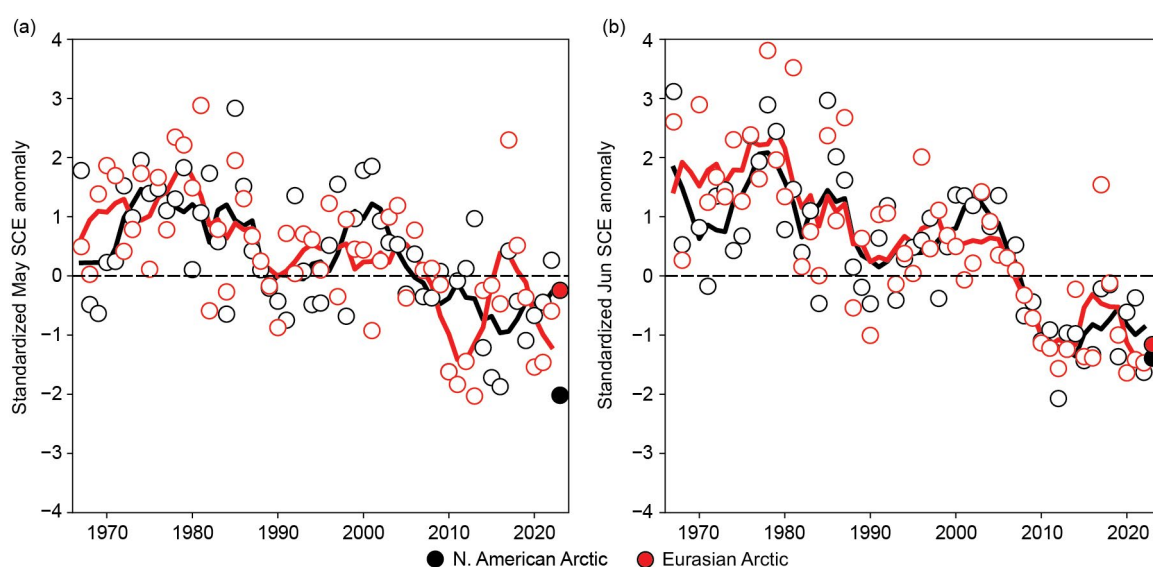 (a)
Standardized May SCE anomaly
4
3
2
1
0
−1
−2
−3
−4
1970 1980 1990 2000 2010 2020
(b)
Standardized Jun SCE anomaly
4
3
2
1
0
−1
−2
−3
−4
1970 1980 1990 2000 2010 2020
N. American Arctic Eurasian Arctic